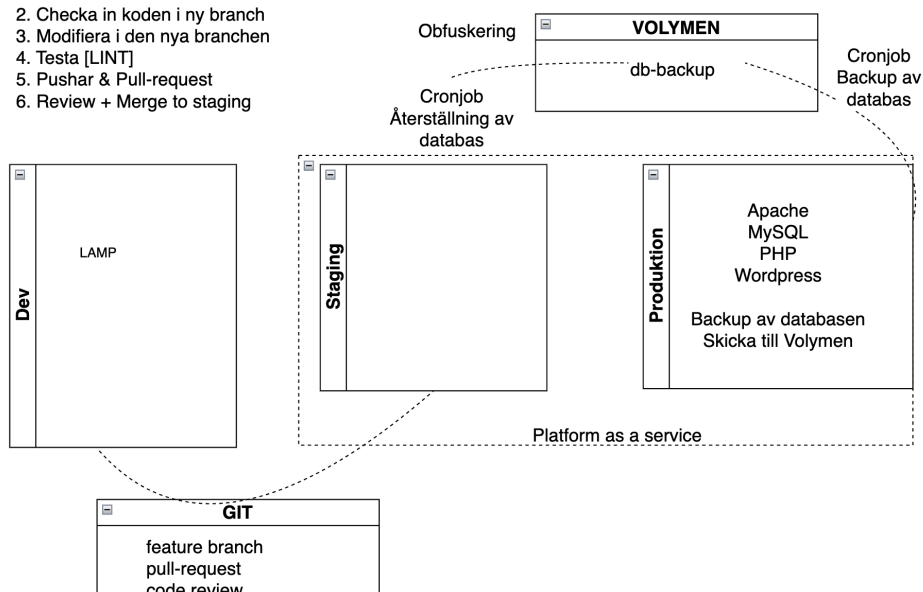 2. Checka in koden i ny branch
3. Modifiera i den nya branchen
4. Testa [LINT]
5. Pushar & Pull-request
6. Review + Merge to staging
Obfuskering
VOLYMEN
db-backup
Cronjob
Backup av
databas
Cronjob
Återställning av
databas
Dev
LAMP
Staging
Produktion
Apache
MySQL
PHP
Wordpress
Backup av databasen
Skicka till Volymen
Platform as a service
GIT
feature branch
pull-request
code review